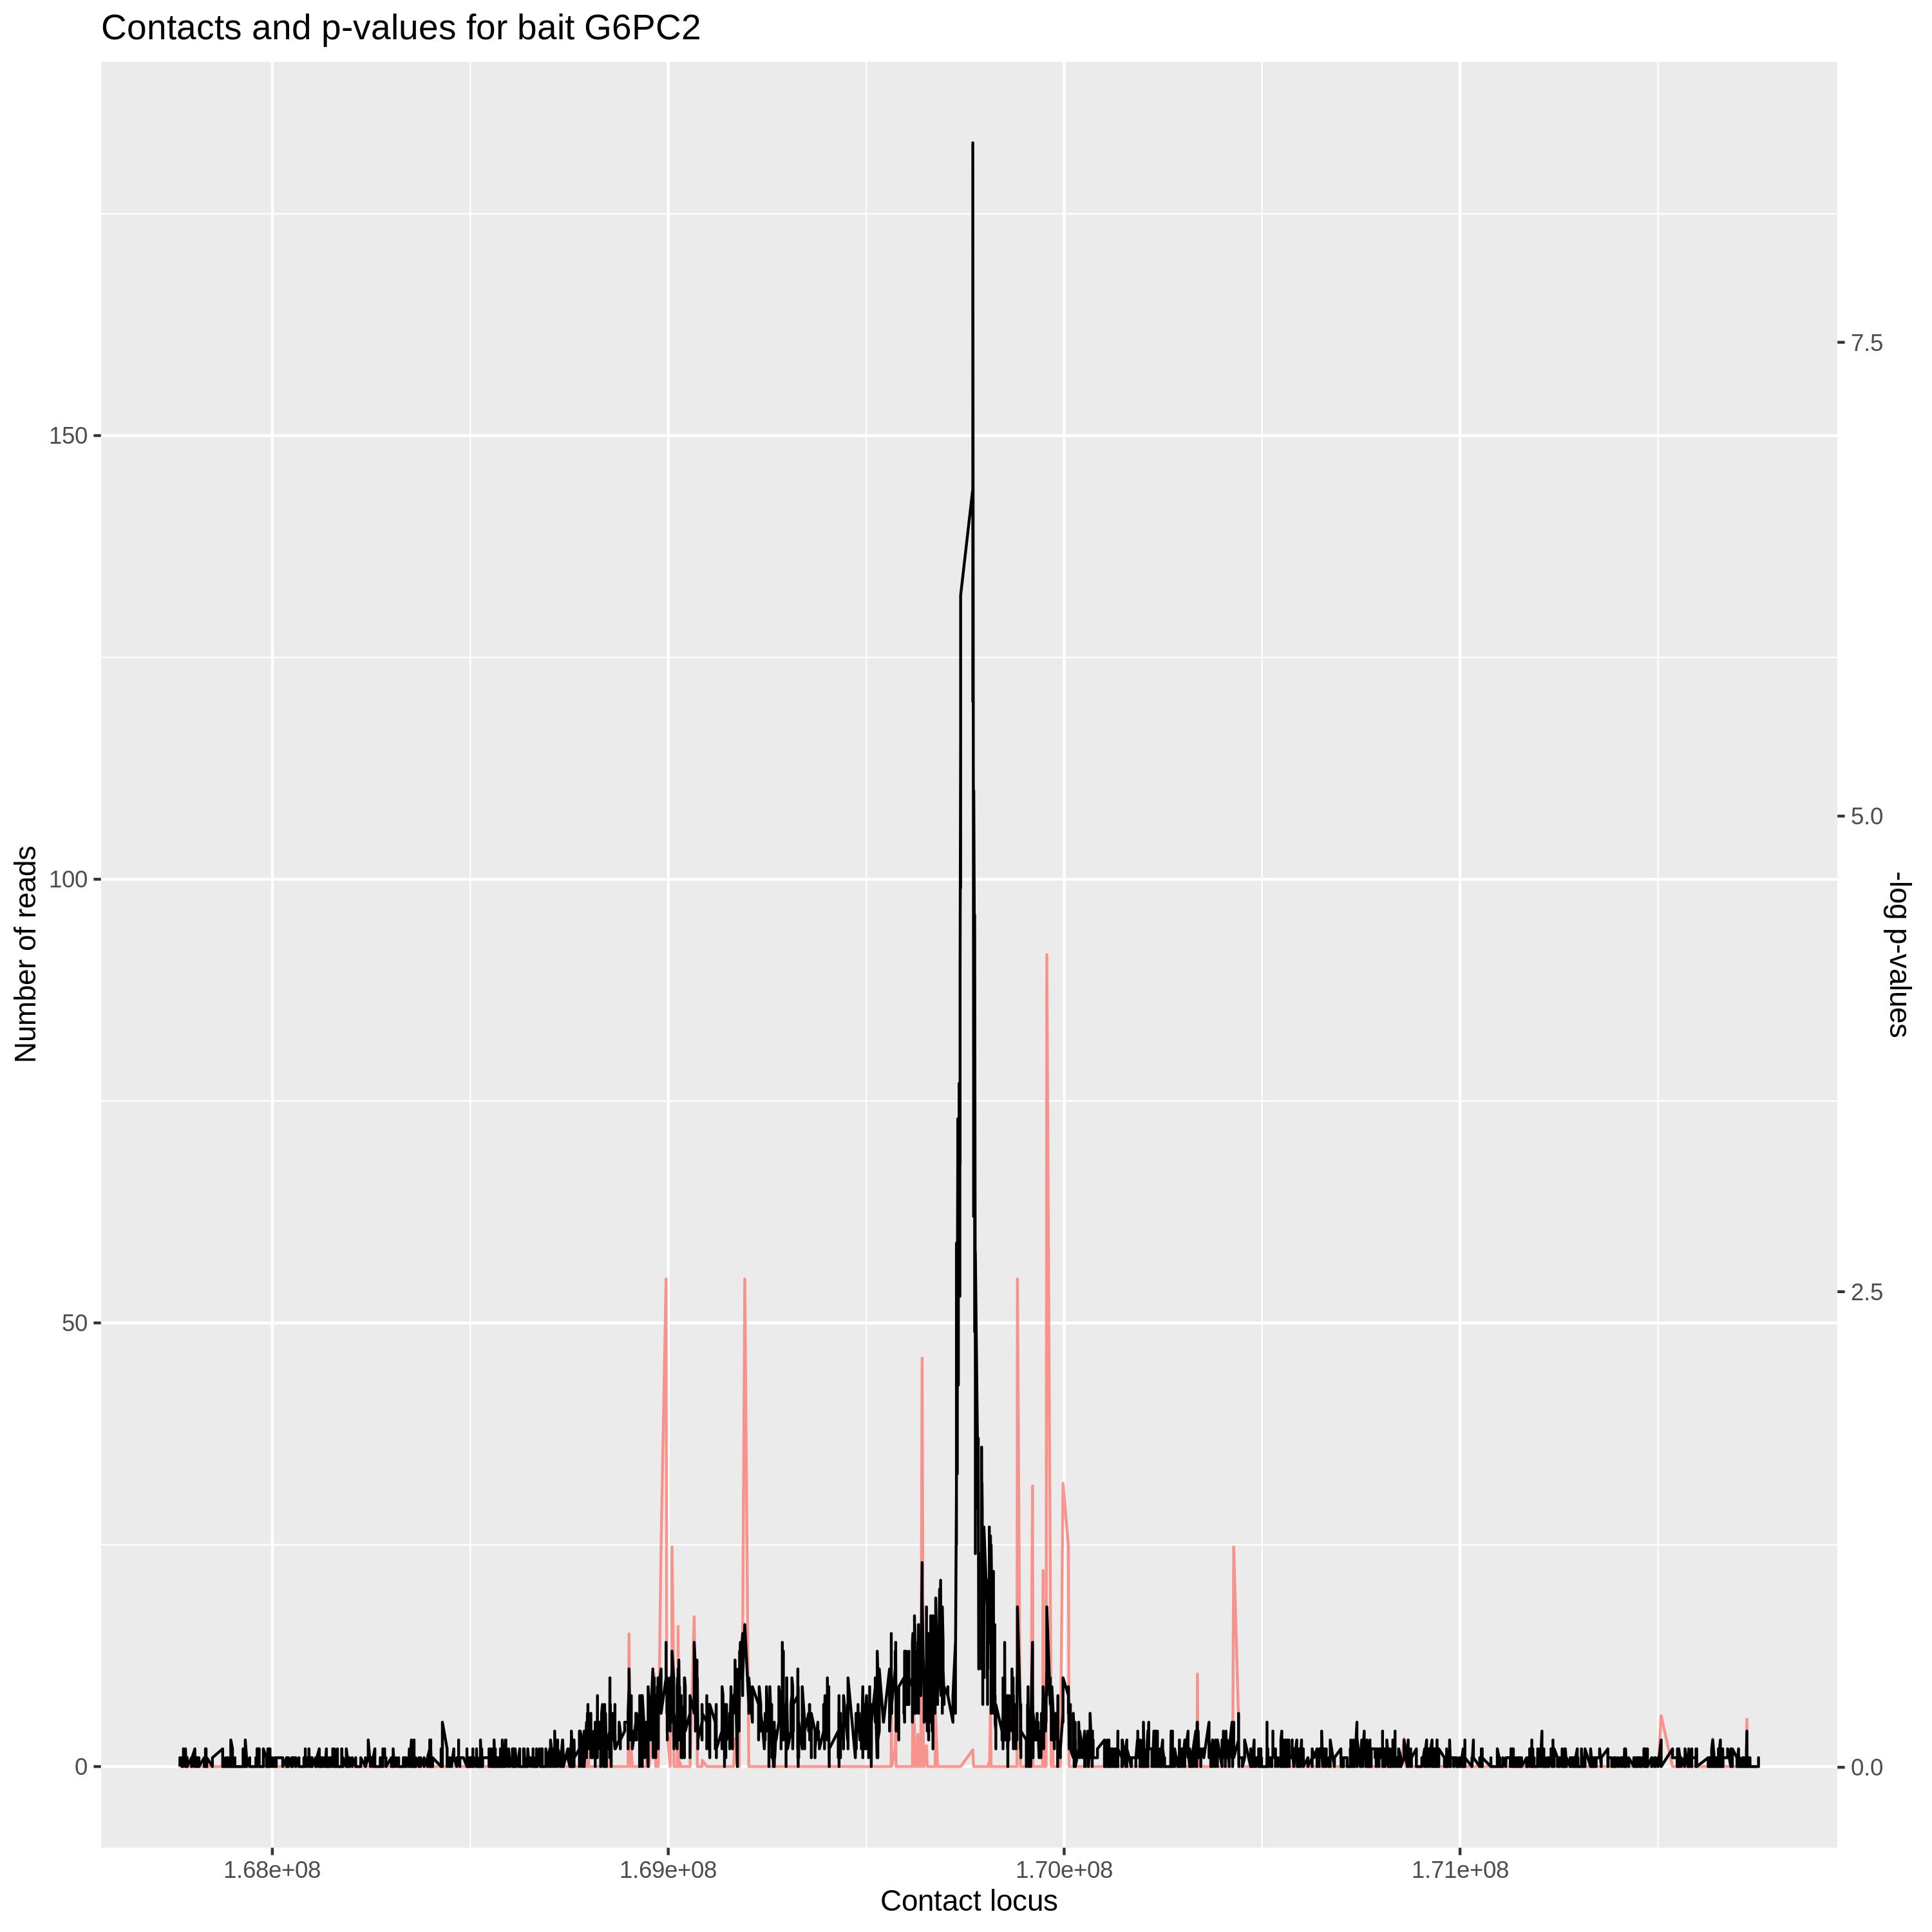 Contacts and p-values for bait G6PC2
Number of reads
150
100
50
0
7.5
5.0
2.5
0.0
-log p-values
1.68e+08 1.69e+08 1.70e+08 1.71e+08
Contact locus